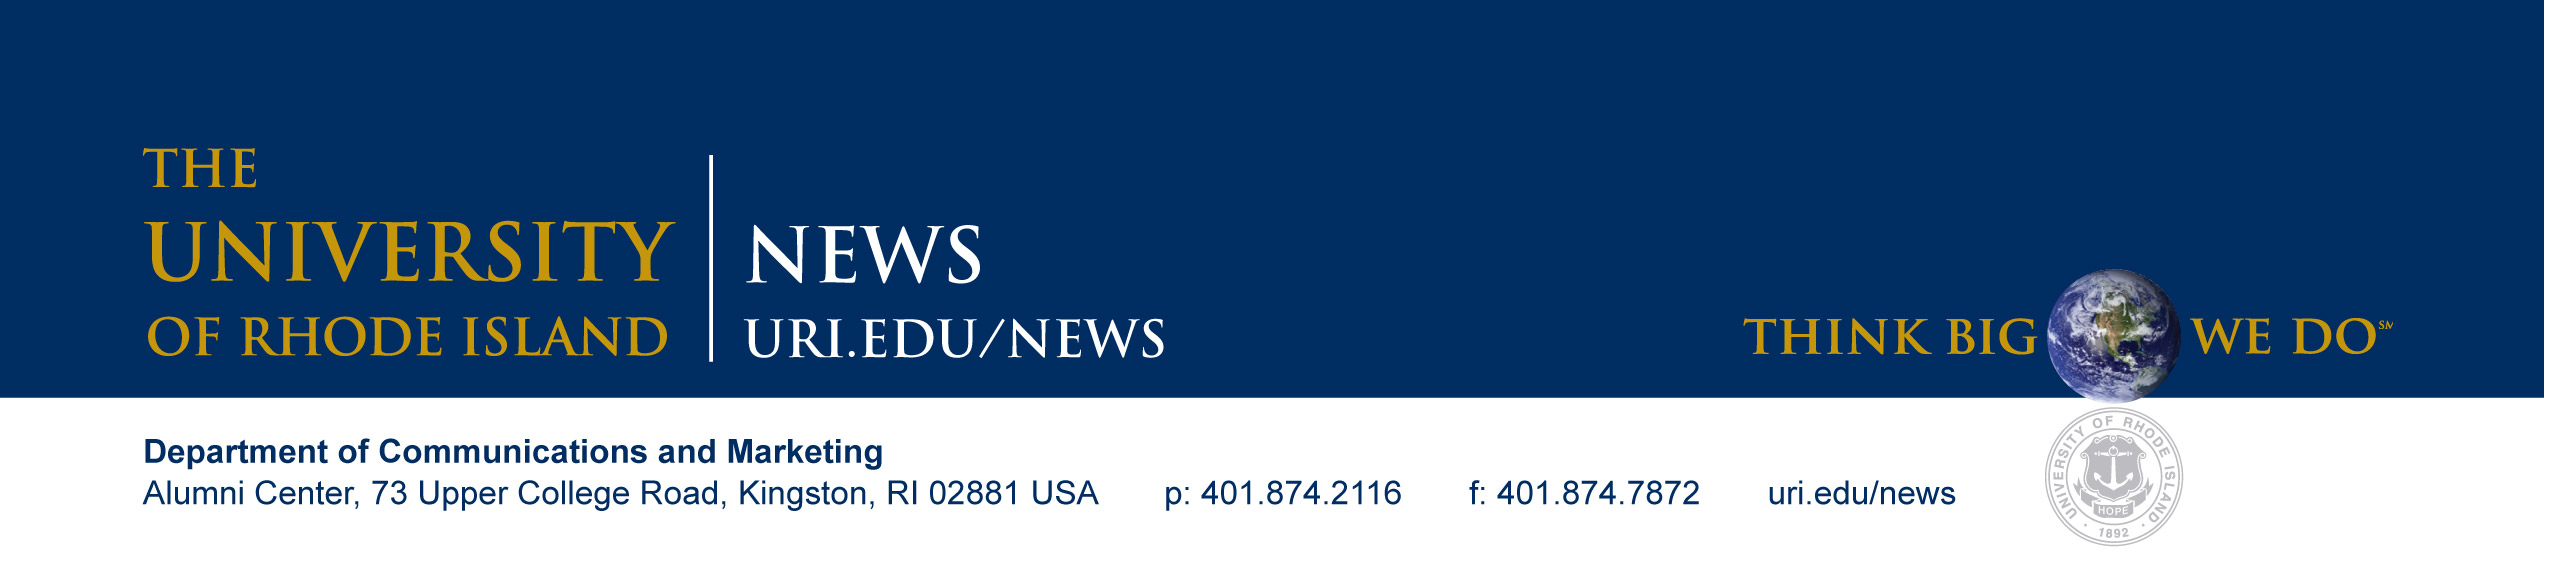 THE
UNIVERSITY
OF RHODE ISLAND
NEWS
URI.EDU/NEWS
THINK BIG WE DO℠
Department of Communications and Marketing
Alumni Center, 73 Upper College Road, Kingston, RI 02881 USA p: 401.874.2116 f: 401.874.7872 uri.edu/news
UNIVERSITY OF RHODE ISLAND
HOPE
1892